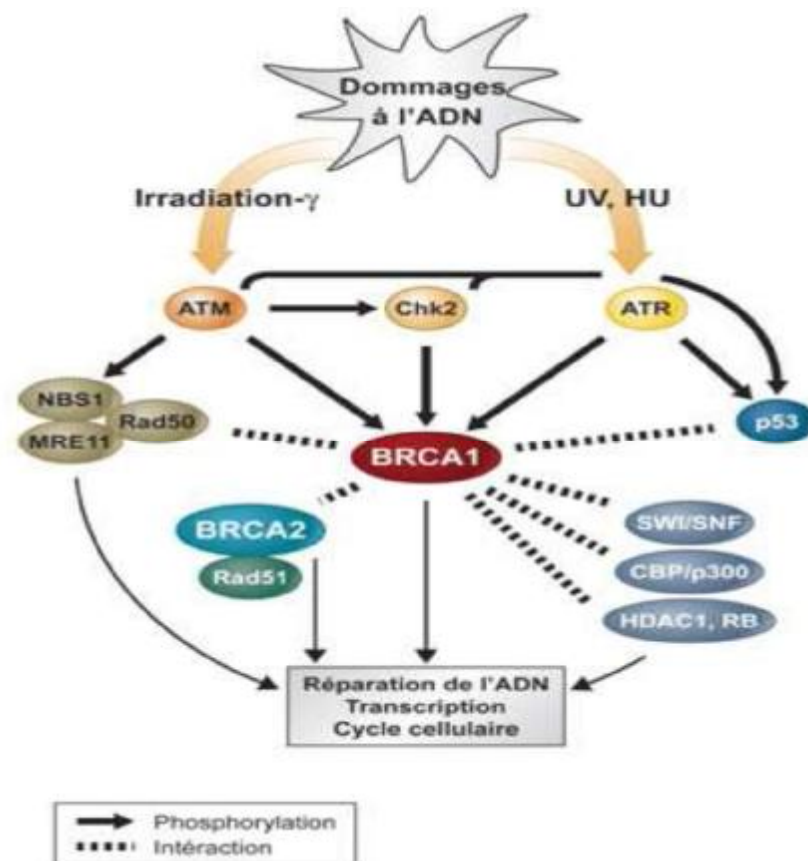 Dommages
à l'ADN
Irradiation-γ
UV, HU
ATM
Chk2
ATR
NBS1
Rad50
MRE11
p53
BRCA1
BRCA2
Rad51
SWI/SNF
CBP/p300
HDAC1, RB
Réparation de l'ADN
Transcription
Cycle cellulaire
Phosphorylation
Intéraction